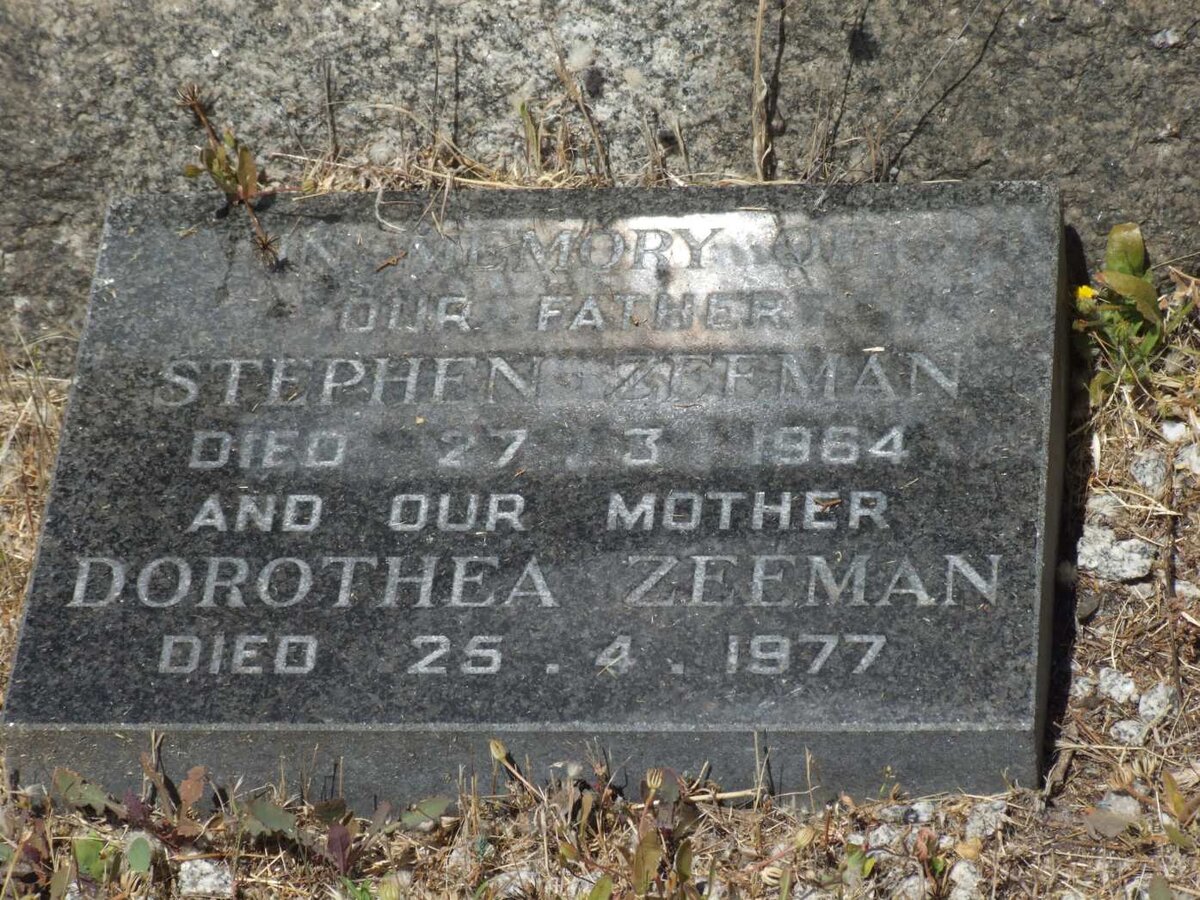 IN MEMORY OF
OUR FATHER
STEPHEN ZEEMAN
DIED 27.3.1964
AND OUR MOTHER
DOROTHEA ZEEMAN
DIED 25.4.1977